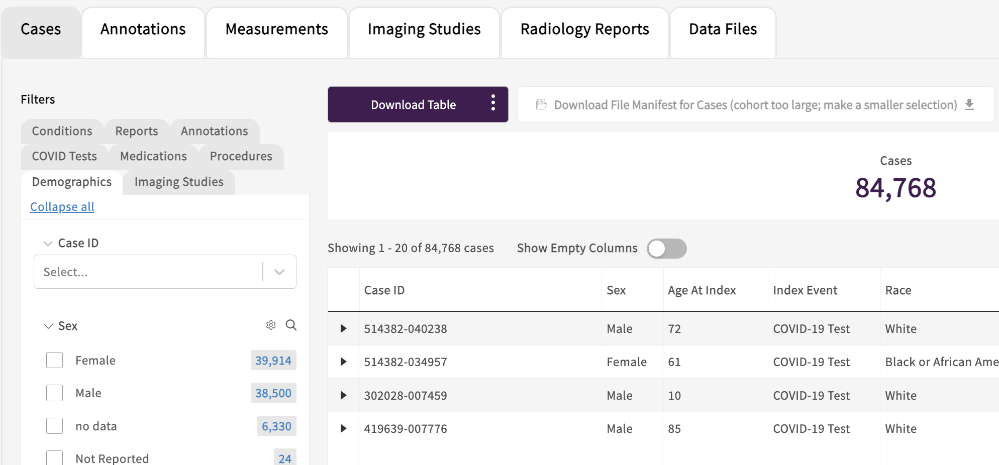 Cases Annotations Measurements Imaging Studies Radiology Reports Data Files
Filters
Conditions Reports Annotations
COVID Tests Medications Procedures
Demographics Imaging Studies
Collapse all
Case ID
Select...
Sex
Female 39,914
Male 38,500
no data 6,330
Not Reported 24
Download Table
Download File Manifest for Cases (cohort too large; make a smaller selection)
Cases
84,768
Showing 1 - 20 of 84,768 cases Show Empty Columns
Case ID Sex Age At Index Index Event Race
514382-040238 Male 72 COVID-19 Test White
514382-034957 Female 61 COVID-19 Test Black or African Ame
302028-007459 Male 10 COVID-19 Test White
419639-007776 Male 85 COVID-19 Test White